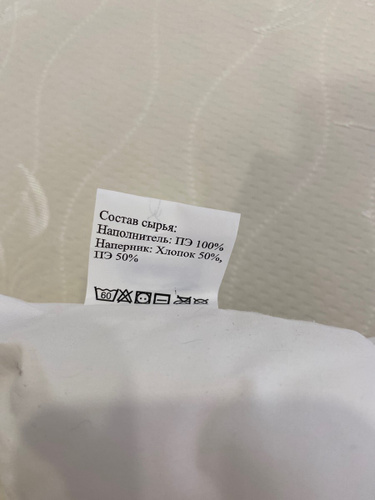 Состав сырья:
Наполнитель: ПЭ 100%
Наперник: Хлопок 50%,
ПЭ 50%
60